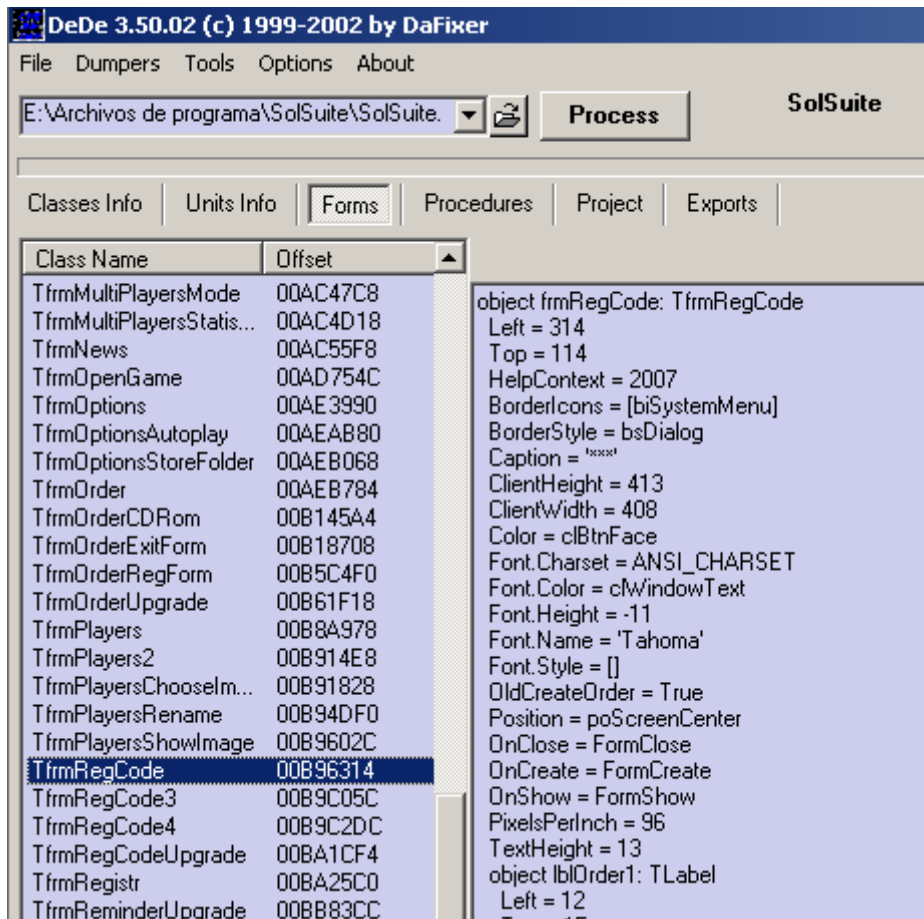 DeDe 3.50.02 (c) 1999-2002 by DaFixer
File Dumpers Tools Options About
E:\Archivos de programa\SolSuite\SolSuite. Process SolSuite
Classes Info Units Info Forms Procedures Project Exports
Class Name Offset
TfrmMultiPlayersMode 00AC47C8
TfrmMultiPlayersStatis... 00AC4D18
TfrmNews 00AC55F8
TfrmOpenGame 00AD754C
TfrmOptions 00AE3990
TfrmOptionsAutoplay 00AEAB80
TfrmOptionsStoreFolder 00AEB068
TfrmOrder 00AEB784
TfrmOrderCDRom 00B145A4
TfrmOrderExitForm 00B18708
TfrmOrderRegForm 00B5C4F0
TfrmOrderUpgrade 00B61F18
TfrmPlayers 00B8A978
TfrmPlayers2 00B914E8
TfrmPlayersChooseIm... 00B91828
TfrmPlayersRename 00B94DF0
TfrmPlayersShowImage 00B9602C
TfrmRegCode 00B96314
TfrmRegCode3 00B9C05C
TfrmRegCode4 00B9C2DC
TfrmRegCodeUpgrade 00BA1CF4
TfrmRegistr 00BA25C0
TfrmReminderUpgrade 00BB83CC
object frmRegCode: TfrmRegCode
Left = 314
Top = 114
HelpContext = 2007
BorderIcons = [biSystemMenu]
BorderStyle = bsDialog
Caption = '***'
ClientHeight = 413
ClientWidth = 408
Color = clBtnFace
Font.Charset = ANSI_CHARSET
Font.Color = clWindowText
Font.Height = -11
Font.Name = 'Tahoma'
Font.Style = []
OldCreateOrder = True
Position = poScreenCenter
OnClose = FormClose
OnCreate = FormCreate
OnShow = FormShow
PixelsPerInch = 96
TextHeight = 13
object lblOrder1: TLabel
Left = 12